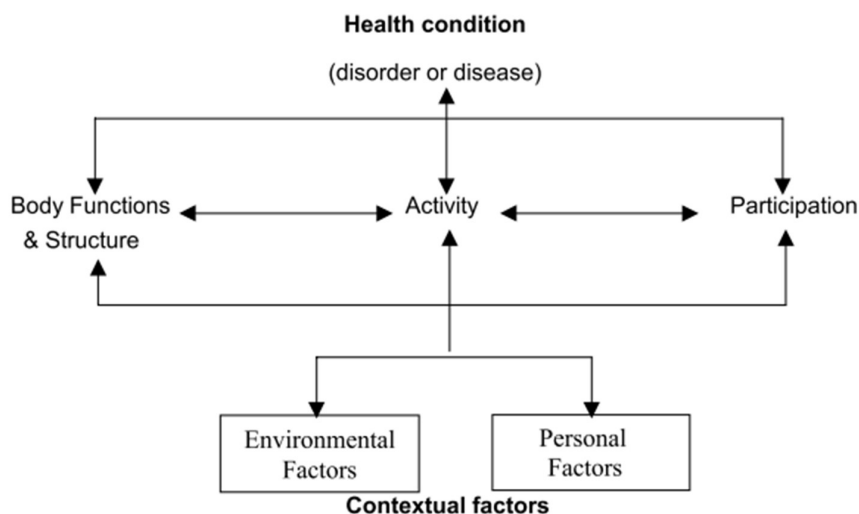 Health condition
(disorder or disease)
Body Functions
& Structure
Activity
Participation
Environmental
Factors
Personal
Factors
Contextual factors